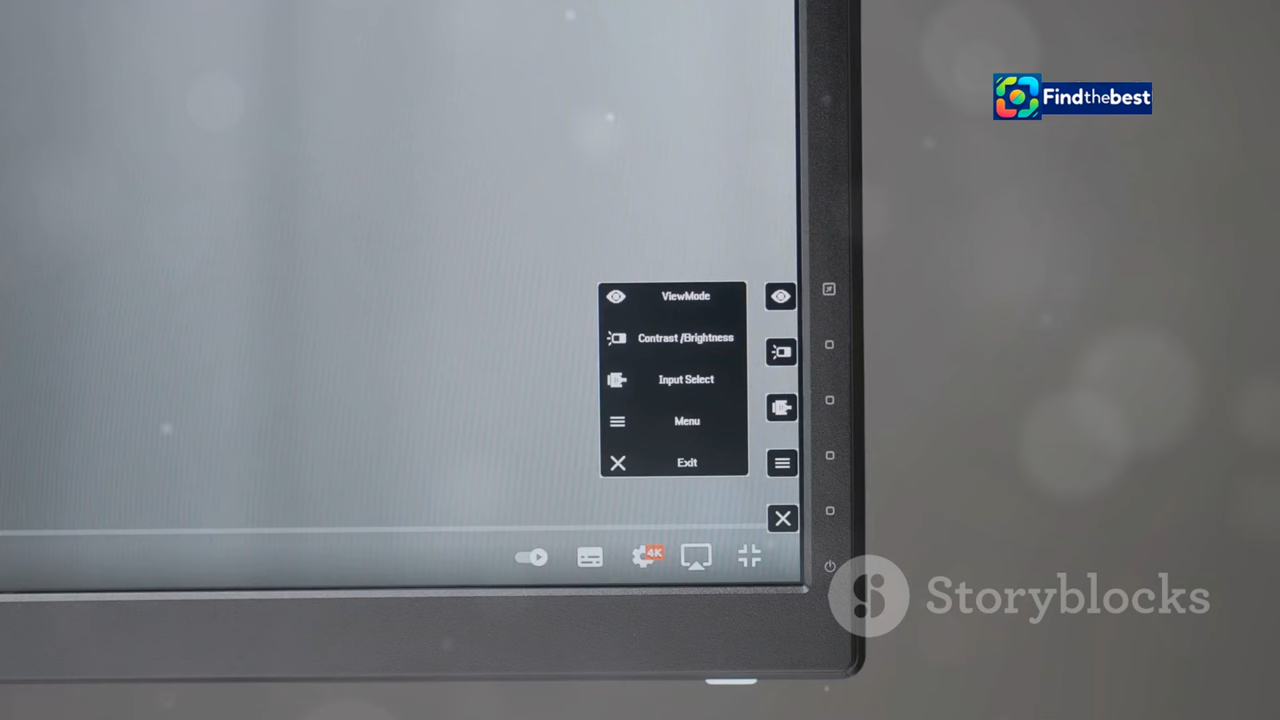 FindTheBest
ViewMode
Contrast /Brightness
Input Select
Menu
Exit
4K
Storyblocks